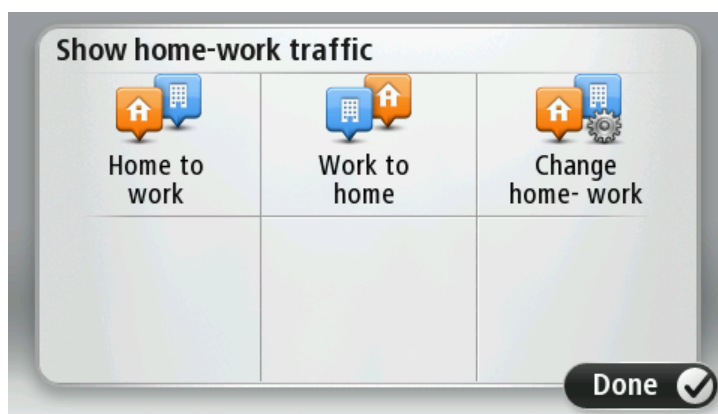 Show home-work traffic
Home to
work
Work to
home
Change
home- work
Done